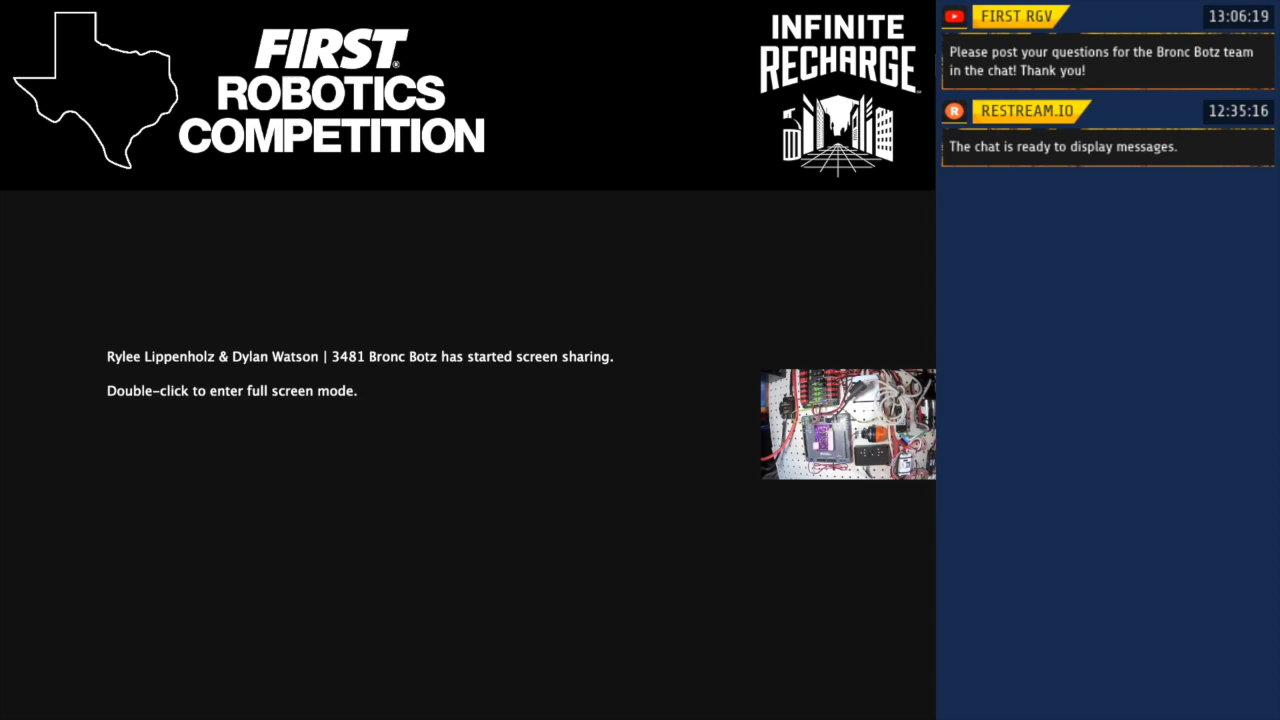 FIRST®
ROBOTICS
COMPETITION
INFINITE
RECHARGE
FIRST RGV
13:06:19
Please post your questions for the Bronc Botz team
in the chat! Thank you!
RESTREAM.IO
12:35:16
The chat is ready to display messages.
Rylee Lippenholz & Dylan Watson | 3481 Bronc Botz has started screen sharing.
Double-click to enter full screen mode.